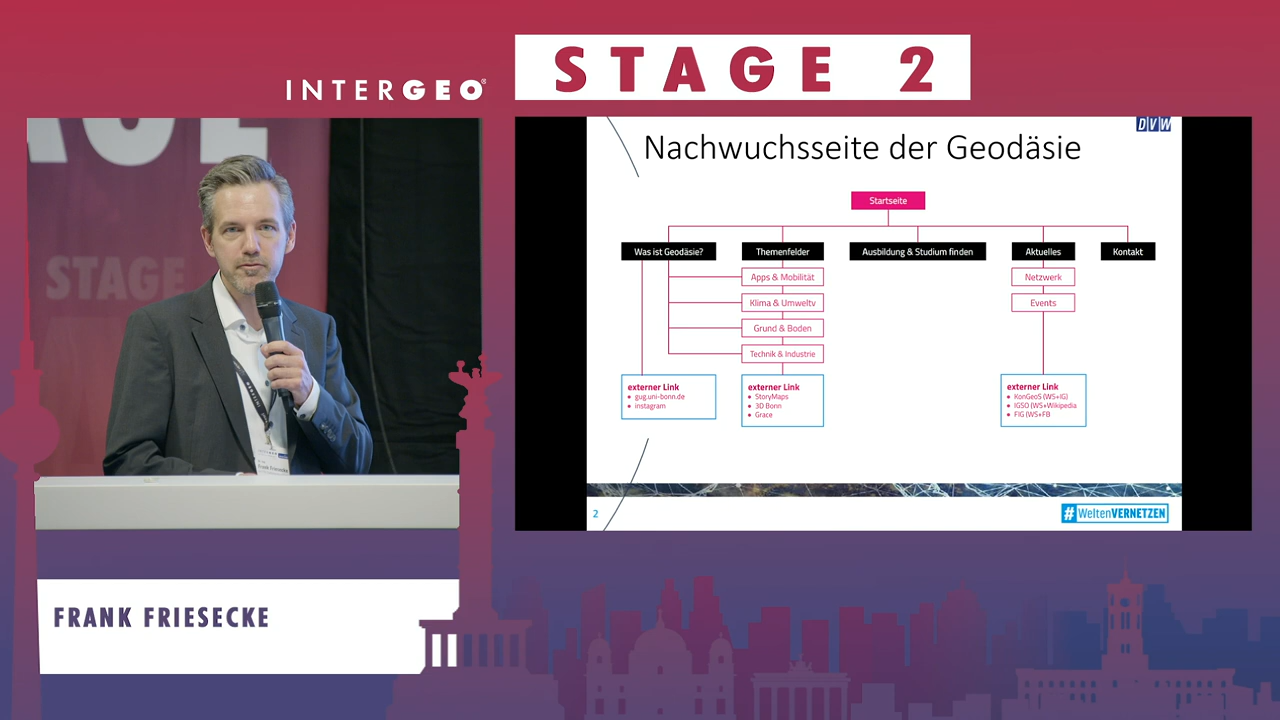 INTERGEO®
STAGE 2
STAGE
Frank Friesecke
FRANK FRIESECKE
DVW
Nachwuchsseite der Geodäsie
Startseite
Was ist Geodäsie?
Themenfelder
Ausbildung & Studium finden
Aktuelles
Kontakt
Apps & Mobilität
Klima & Umweltv
Grund & Boden
Technik & Industrie
Netzwerk
Events
externer Link
• gug.uni-bonn.de
• instagram
externer Link
• StoryMaps
• 3D Bonn
• Grace
externer Link
• KonGeoS (WS+IG)
• IGSO (WS+Wikipedia
• FIG (WS+FB
2
#WeltenVERNETZEN